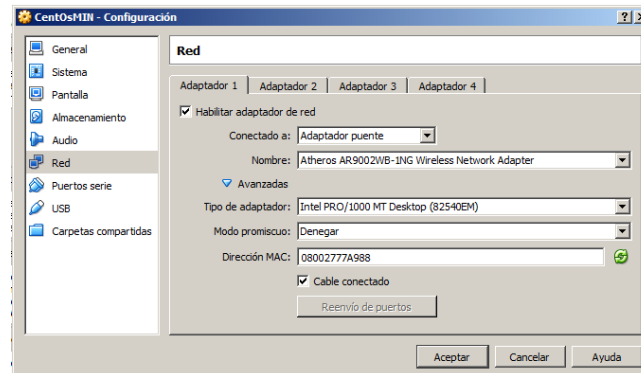 CentOsMIN - Configuración
General
Sistema
Pantalla
Almacenamiento
Audio
Red
Puertos serie
USB
Carpetas compartidas
Red
Adaptador 1 Adaptador 2 Adaptador 3 Adaptador 4
Habilitar adaptador de red
Conectado a: Adaptador puente
Nombre: Atheros AR9002WB-1NG Wireless Network Adapter
Avanzadas
Tipo de adaptador: Intel PRO/1000 MT Desktop (82540EM)
Modo promiscuo: Denegar
Dirección MAC: 08002777A988
Cable conectado
Reenvío de puertos
Aceptar Cancelar Ayuda